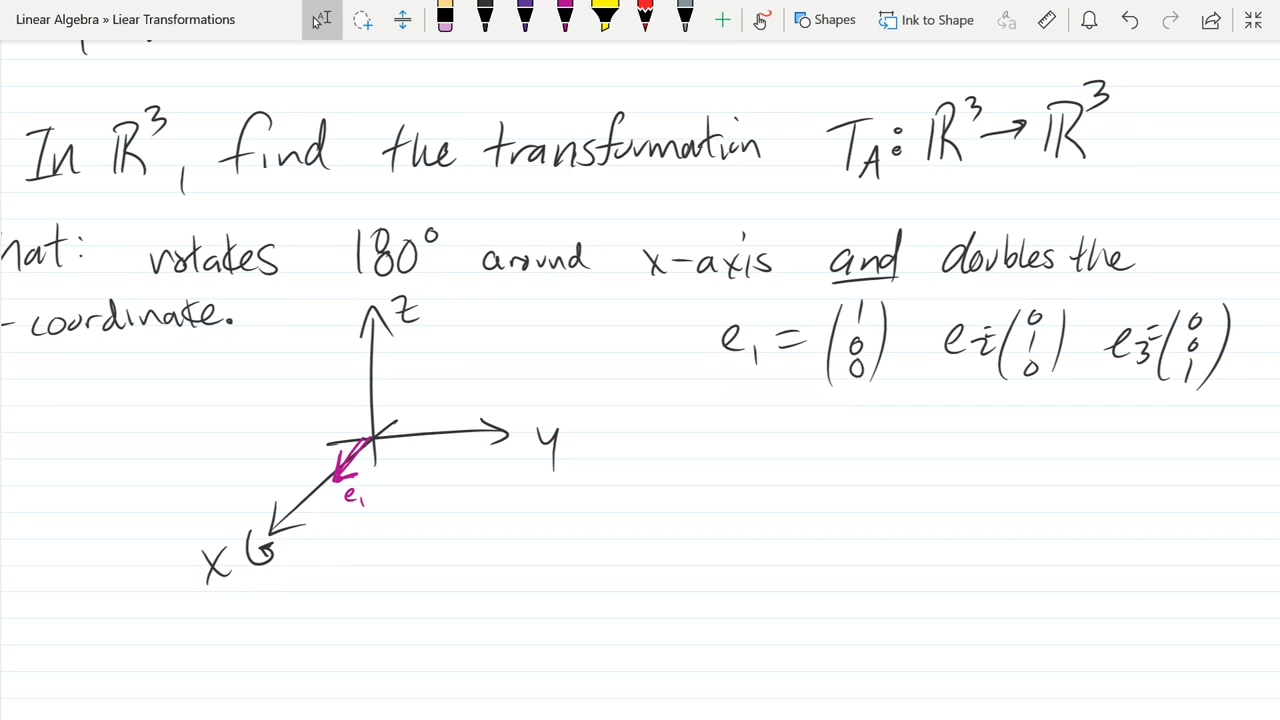 Linear Algebra » Liear Transformations
Shapes
Ink to Shape
In ℝ³, find the transformation T_A: ℝ³ → ℝ³
hat: rotates 180° around x-axis and doubles the
- coordinate.
e₁ = (1 0 0) e₂ = (0 1 0) e₃ = (0 0 1)
z
y
e₁
x